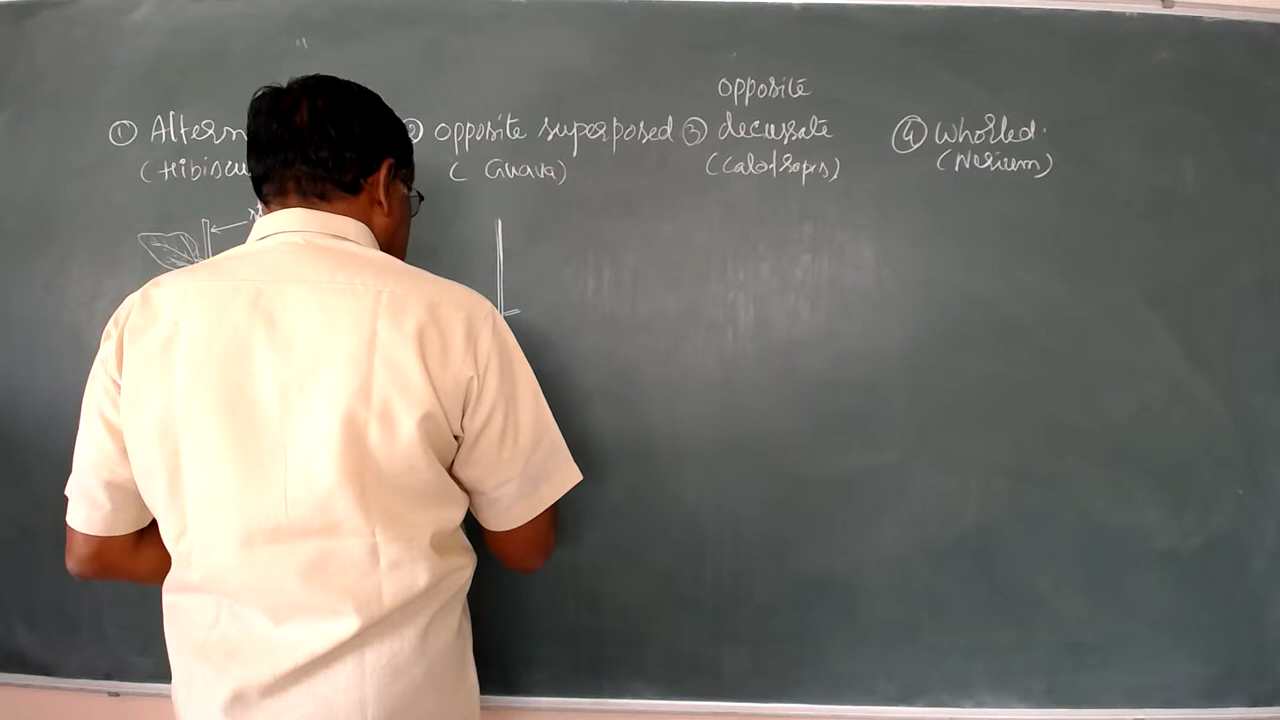 ① Altern
(Hibiscu
② opposite superposed
( Guava)
opposite
③ decussate
(Calotropis)
④ Whorled.
(Nerium)